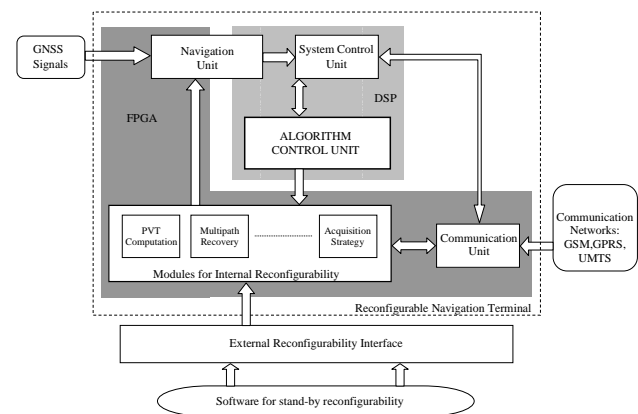 GNSS
Signals
Navigation
Unit
System Control
Unit
DSP
FPGA
ALGORITHM
CONTROL UNIT
PVT
Computation
Multipath
Recovery
Acquisition
Strategy
Modules for Internal Reconfigurability
Communication
Unit
Communication
Networks:
GSM,GPRS,
UMTS
Reconfigurable Navigation Terminal
External Reconfigurability Interface
Software for stand-by reconfigurability